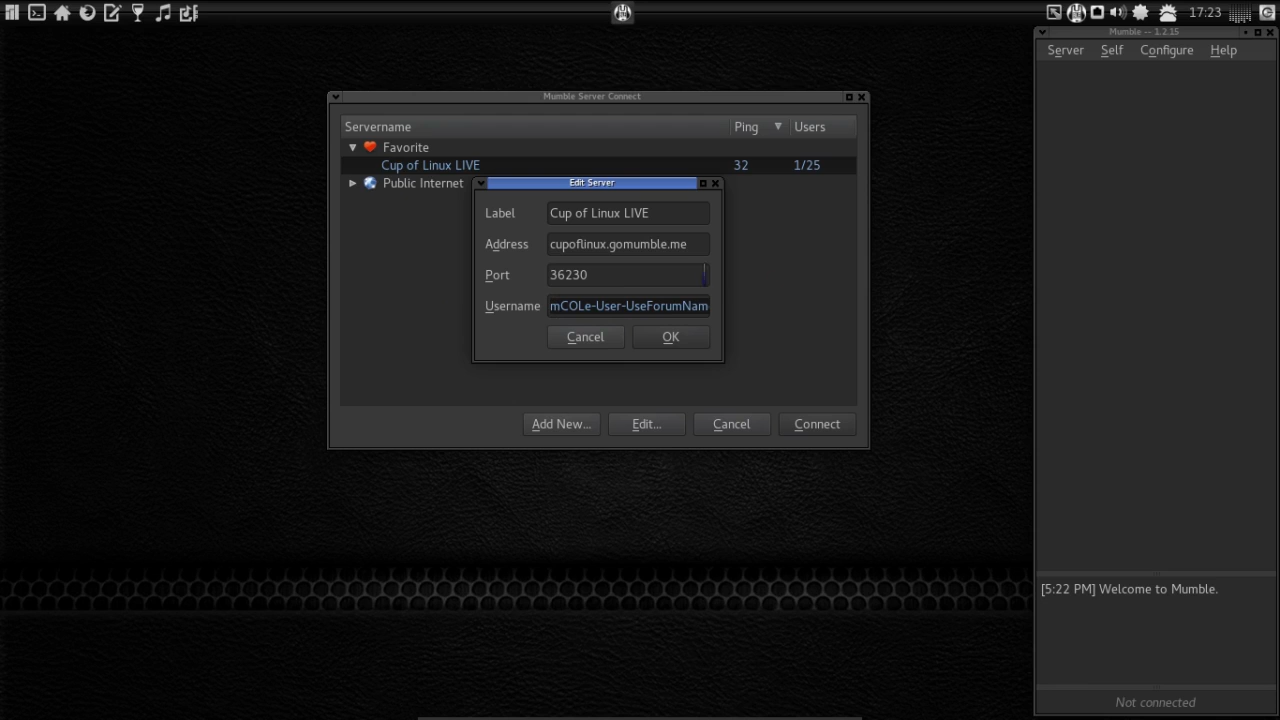 17:23
Mumble -- 1.2.15
Server Self Configure Help
Mumble Server Connect
Servername Ping Users
Favorite
Cup of Linux LIVE 32 1/25
Public Internet
Edit Server
Label Cup of Linux LIVE
Address cupoflinux.gomumble.me
Port 36230
Username mCOLe-User-UseForumNam
Cancel OK
Add New... Edit... Cancel Connect
[5:22 PM] Welcome to Mumble.
Not connected